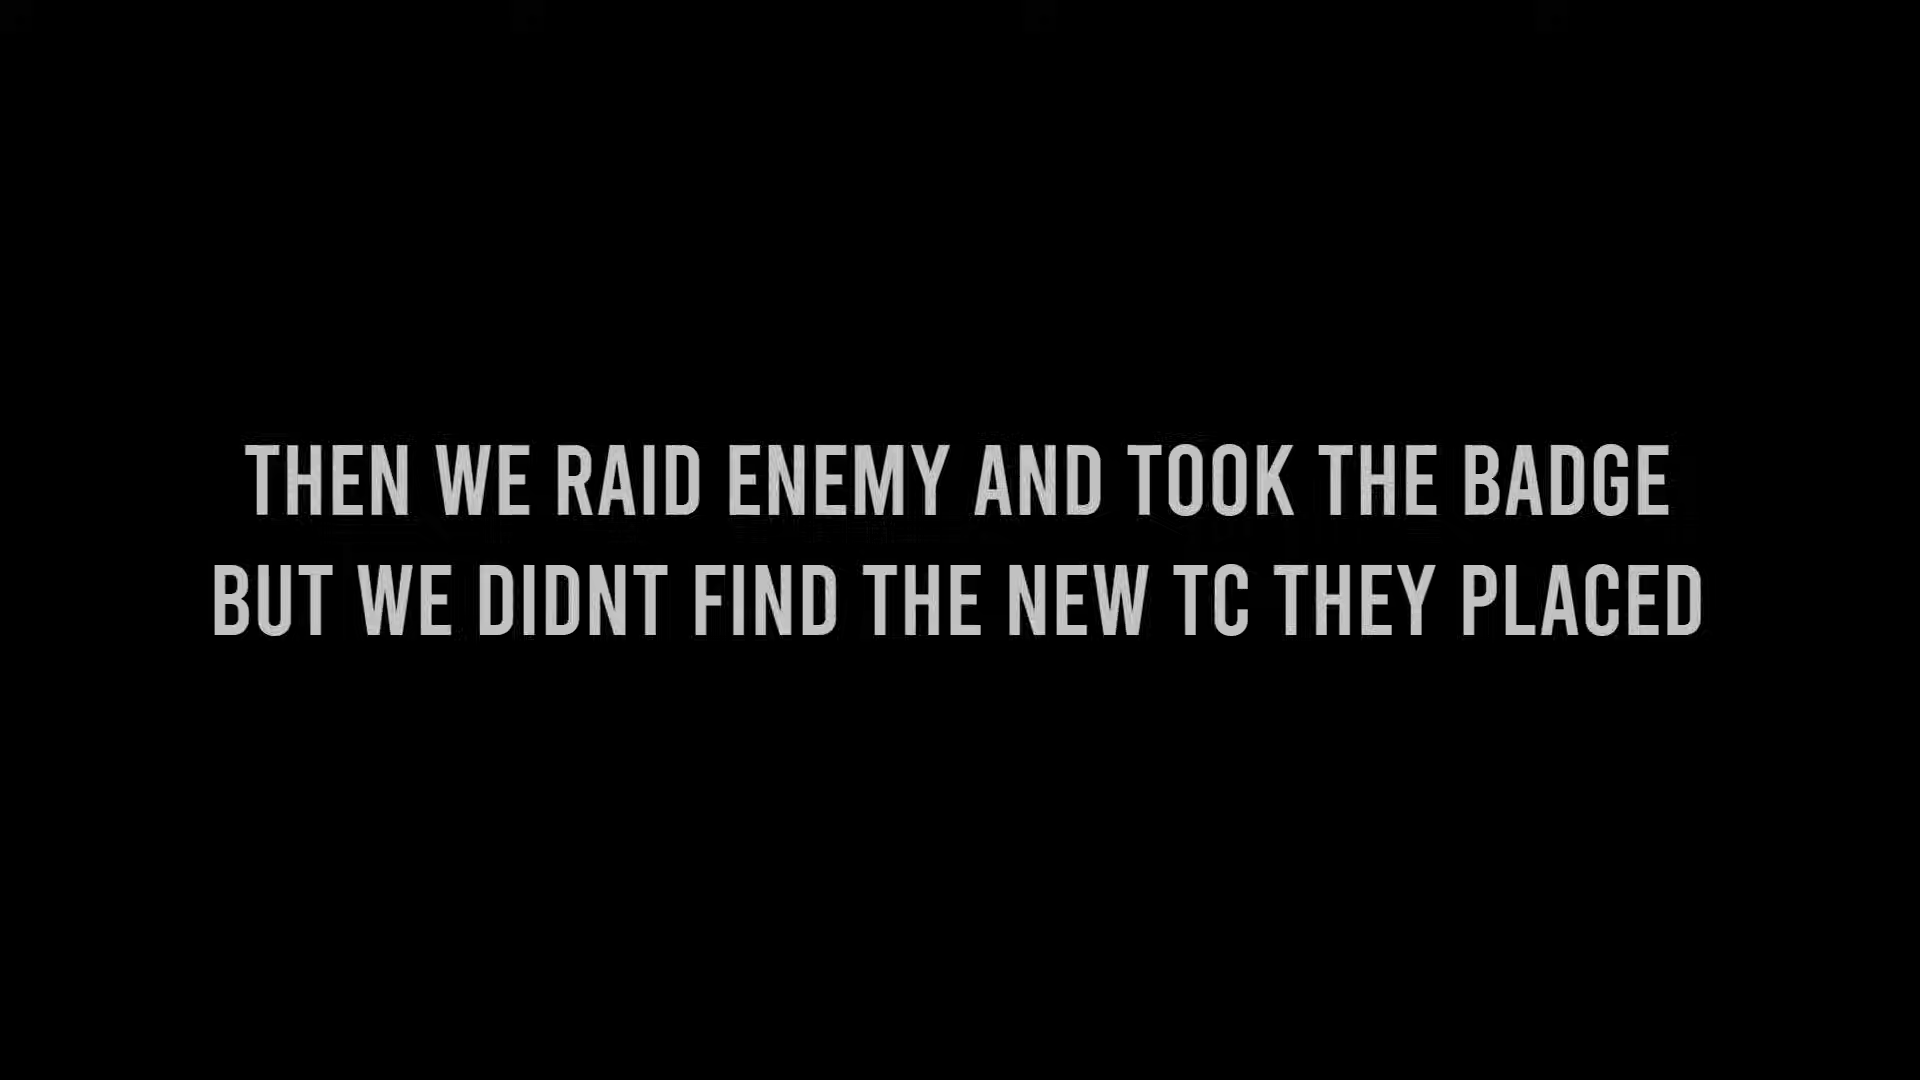 THEN WE RAID ENEMY AND TOOK THE BADGE
BUT WE DIDNT FIND THE NEW TC THEY PLACED